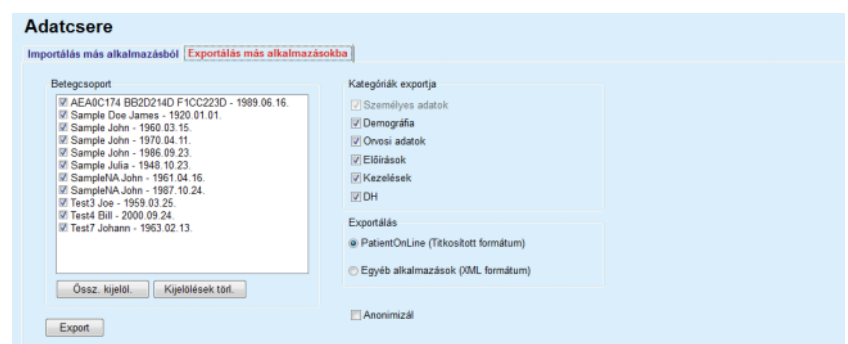 Adatcsere
Importálás más alkalmazásból Exportálás más alkalmazásokba
Betegcsoport
AEA0C174 BB2D214D F1CC223D - 1989.06.16.
Sample Doe James - 1920.01.01.
Sample John - 1960.03.15.
Sample John - 1970.04.11.
Sample John - 1986.09.23.
Sample Julia - 1948.10.23.
SampleNA John - 1961.04.16.
SampleNA John - 1987.10.24.
Test3 Joe - 1959.03.25.
Test4 Bill - 2000.09.24.
Test7 Johann - 1963.02.13.
Össz. kijelöl. Kijelölések törl.
Export
Kategóriák exportja
Személyes adatok
Demográfia
Orvosi adatok
Előírások
Kezelések
DH
Exportálás
PatientOnLine (Titkosított formátum)
Egyéb alkalmazások (XML formátum)
Anonimizál